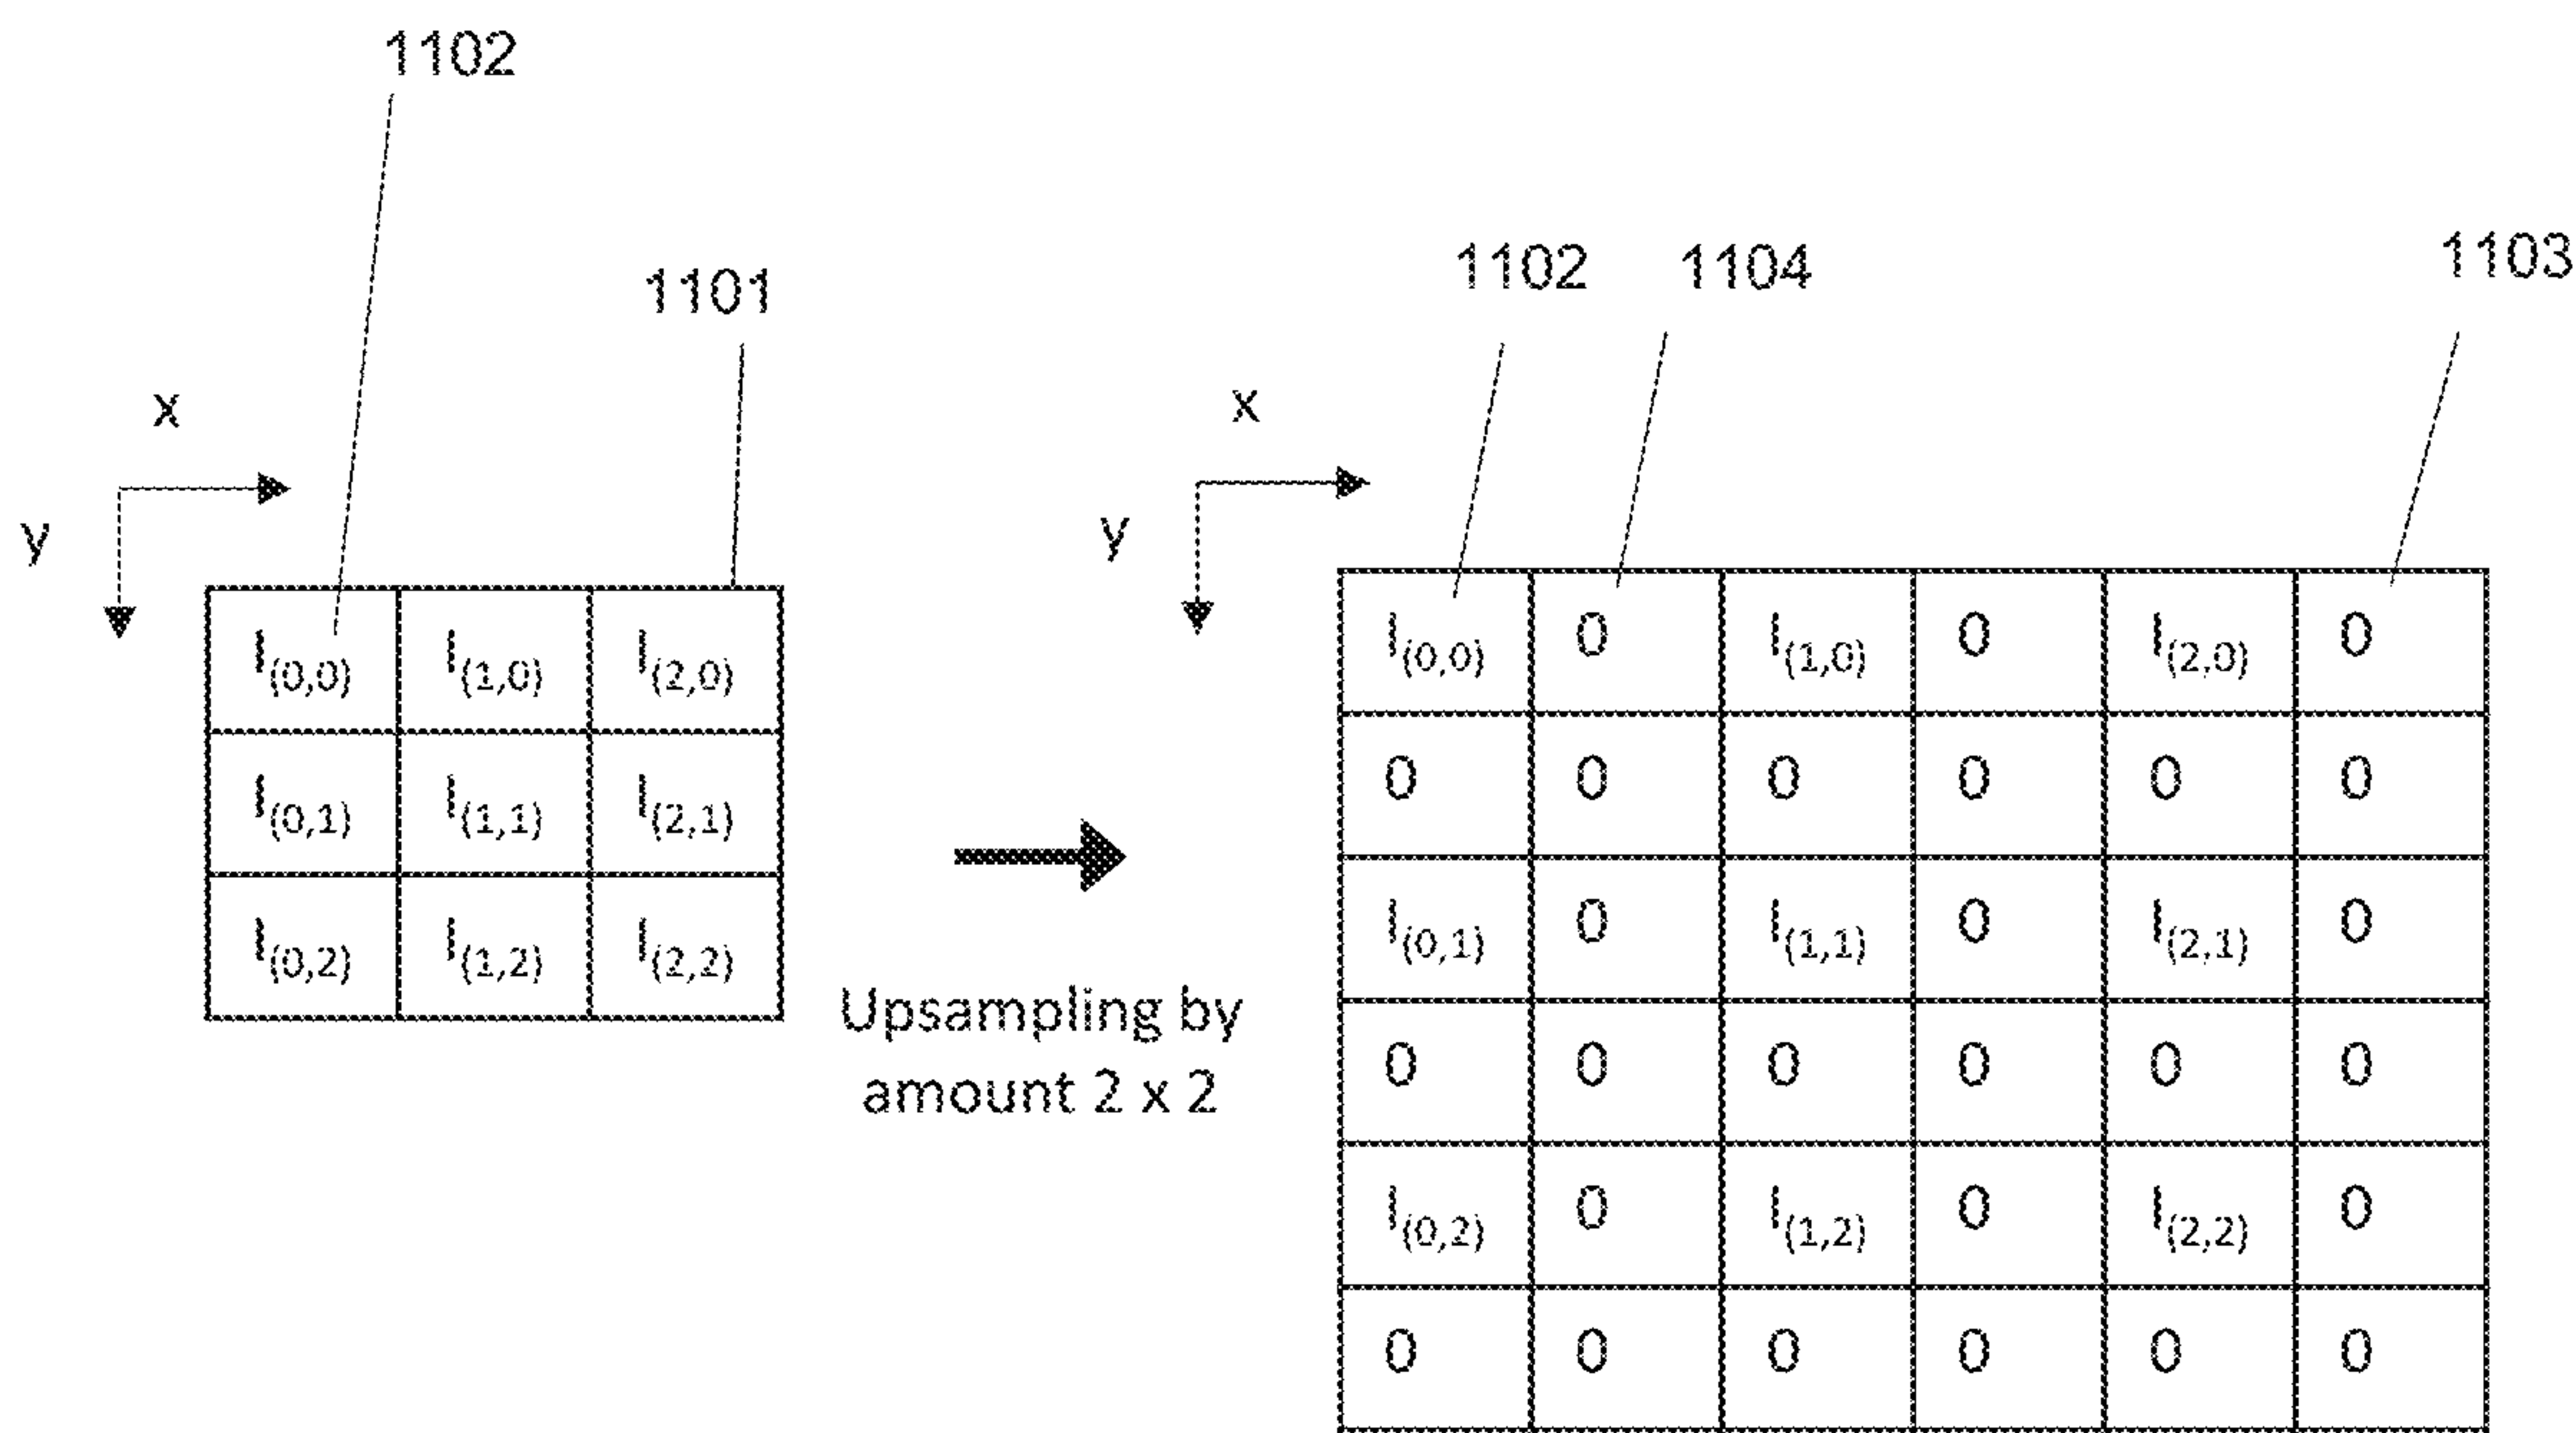 1102
1101
1102 1104 1103
x
y
x
y
I(0,0) I(1,0) I(2,0)
I(0,1) I(1,1) I(2,1)
I(0,2) I(1,2) I(2,2)
Upsampling by
amount 2 x 2
I(0,0) 0 I(1,0) 0 I(2,0) 0
0 0 0 0 0 0
I(0,1) 0 I(1,1) 0 I(2,1) 0
0 0 0 0 0 0
I(0,2) 0 I(1,2) 0 I(2,2) 0
0 0 0 0 0 0